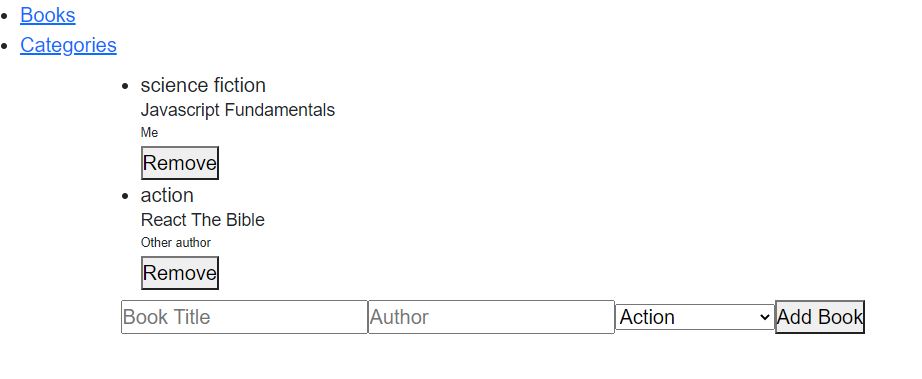 Books
Categories
science fiction
Javascript Fundamentals
Me
Remove
action
React The Bible
Other author
Remove
Book Title Author Action Add Book